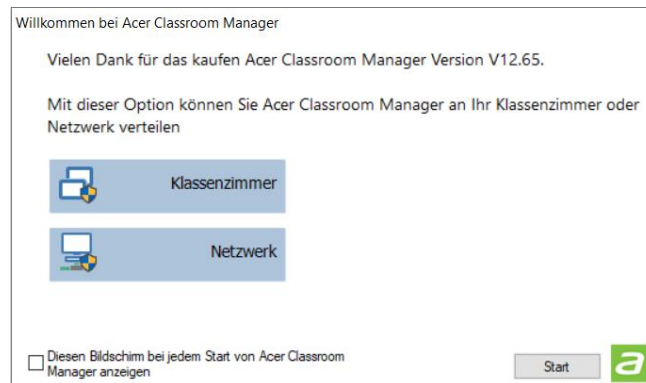 Willkommen bei Acer Classroom Manager
Vielen Dank für das kaufen Acer Classroom Manager Version V12.65.
Mit dieser Option können Sie Acer Classroom Manager an Ihr Klassenzimmer oder
Netzwerk verteilen
Klassenzimmer
Netzwerk
Diesen Bildschirm bei jedem Start von Acer Classroom
Manager anzeigen
Start
a